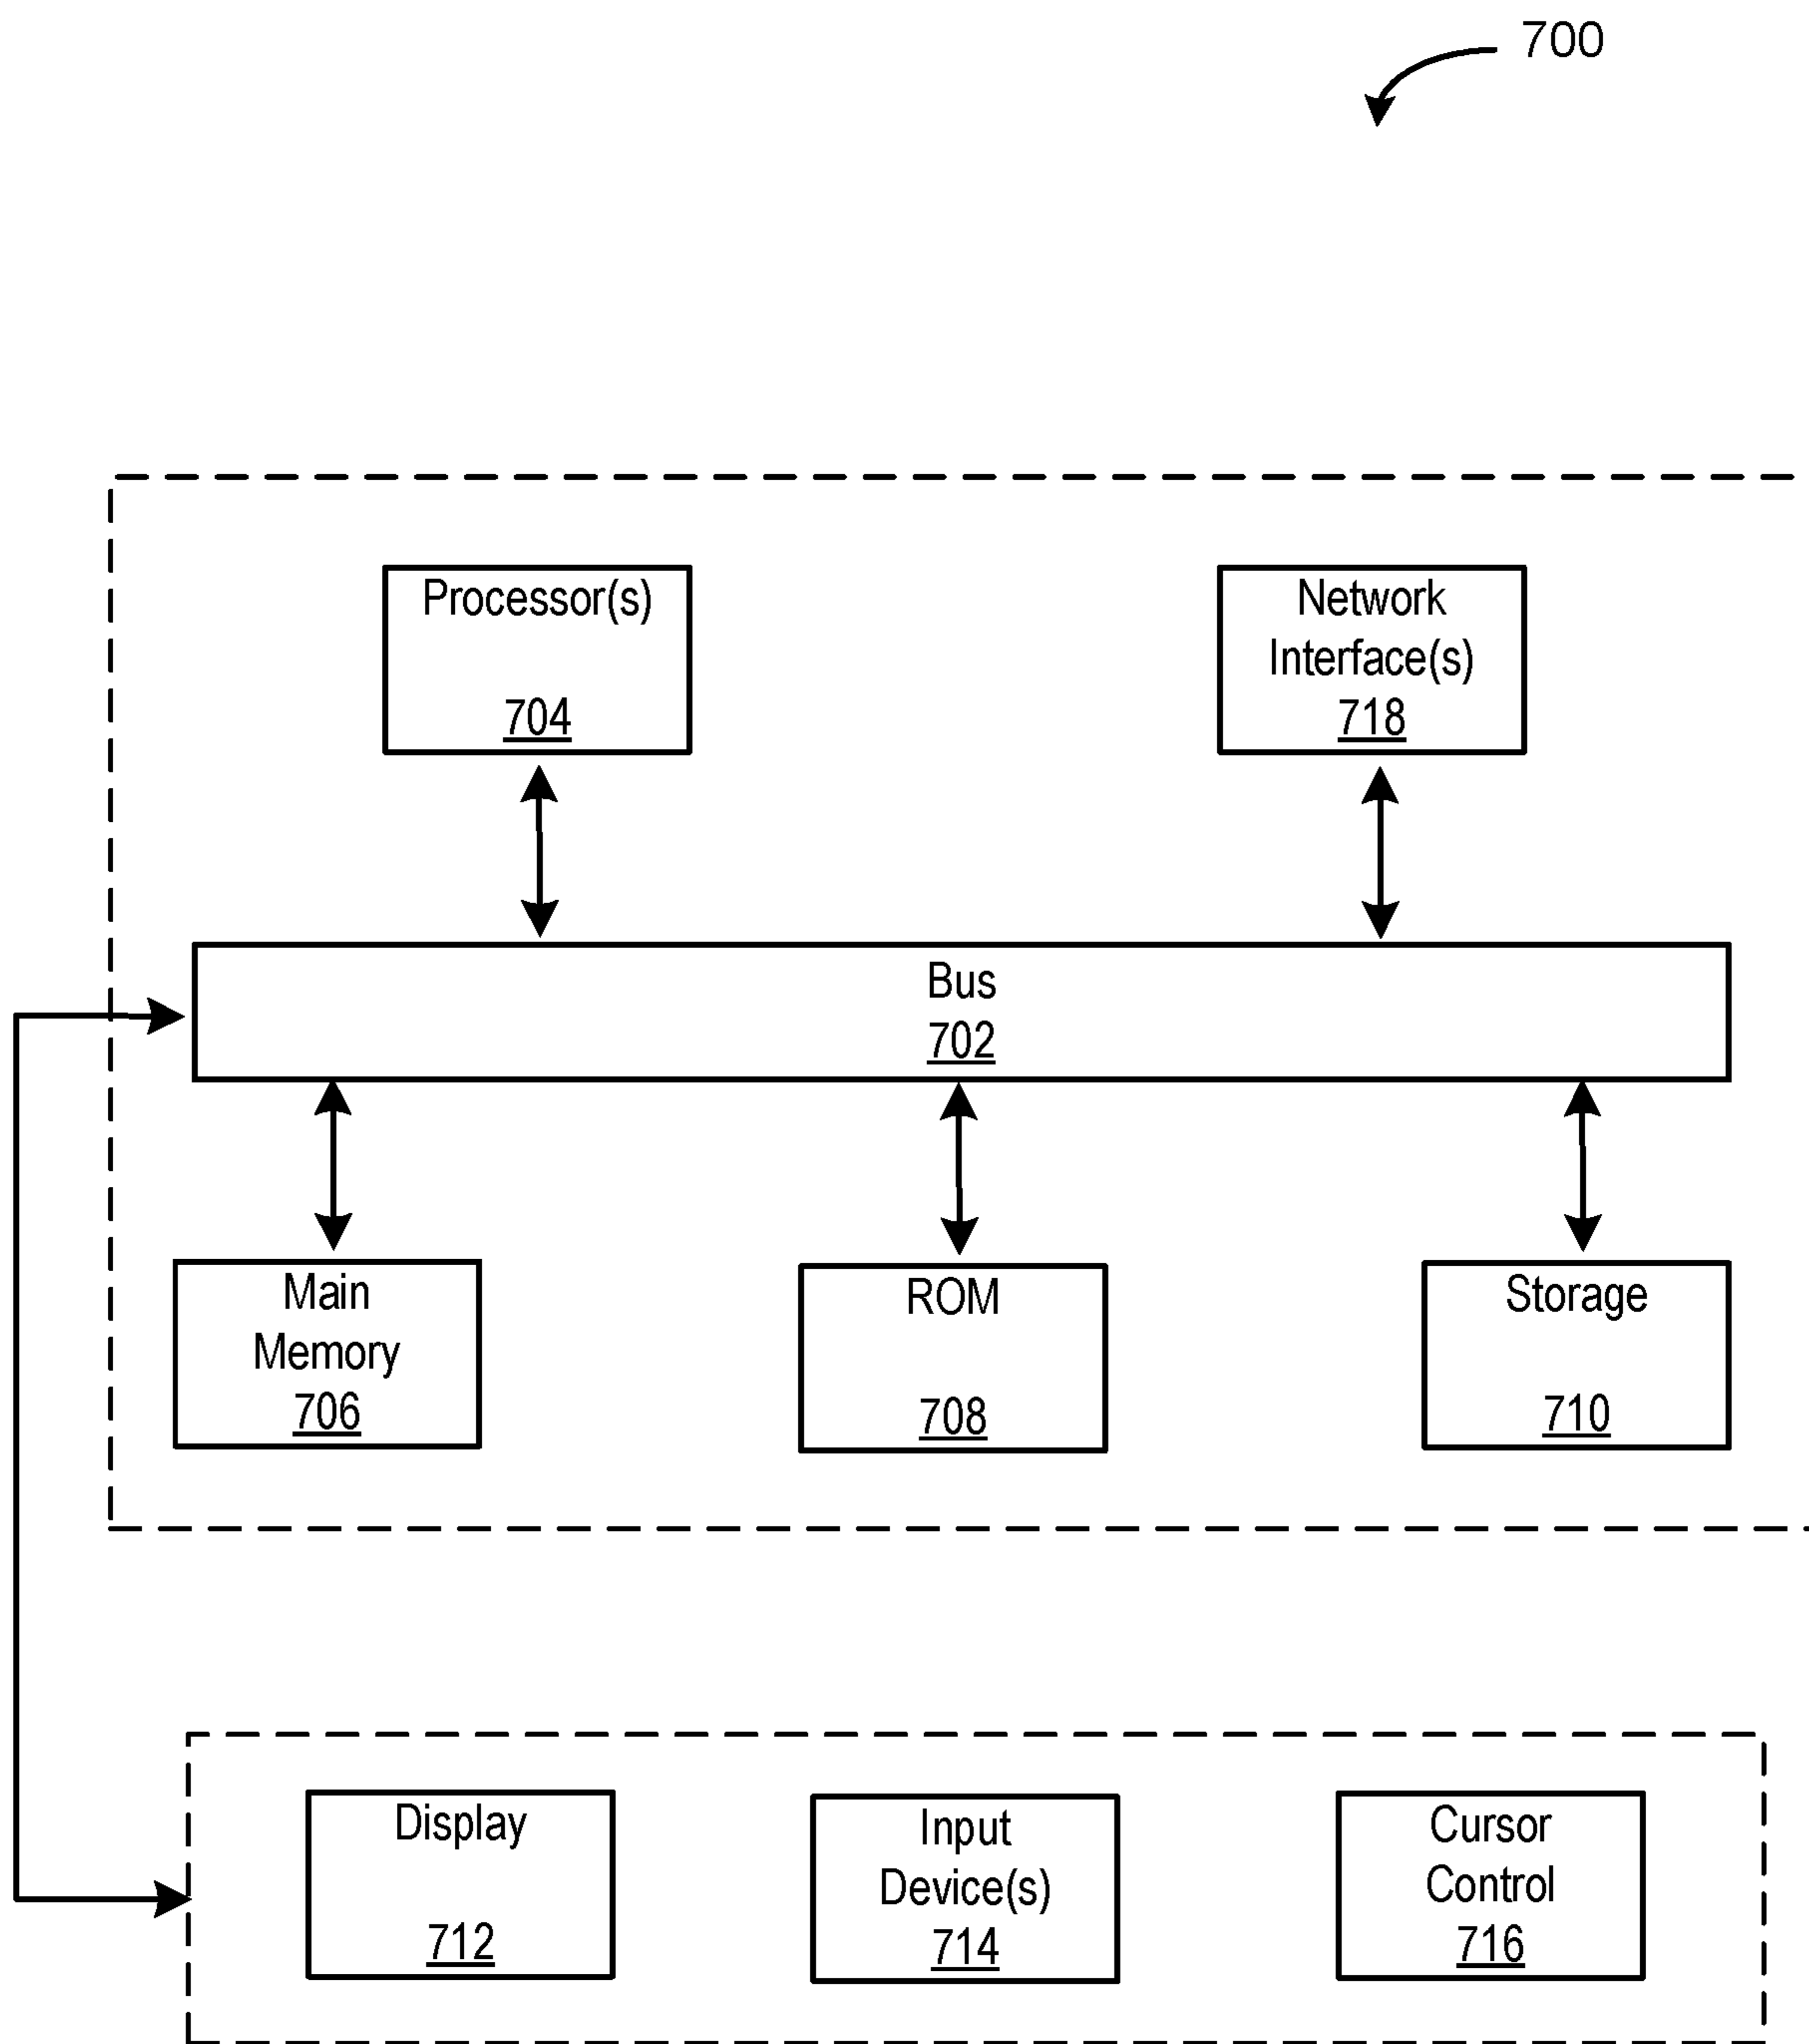 700
Processor(s)
704
Network
Interface(s)
718
Bus
702
Main
Memory
706
ROM
708
Storage
710
Display
712
Input
Device(s)
714
Cursor
Control
716